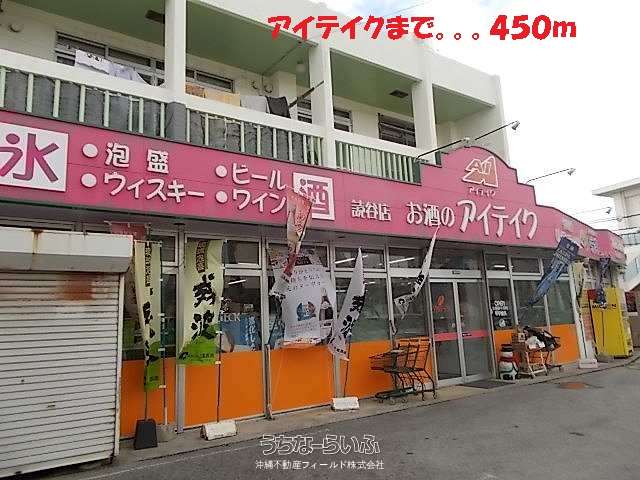 アイテイクまで。。。450m
氷
・泡盛
・ウィスキー
・ビール
・ワイン
酒
読谷店
お酒のアイテイク
アイテイク
残波
うちなーらいふ
沖縄不動産フィールド株式会社